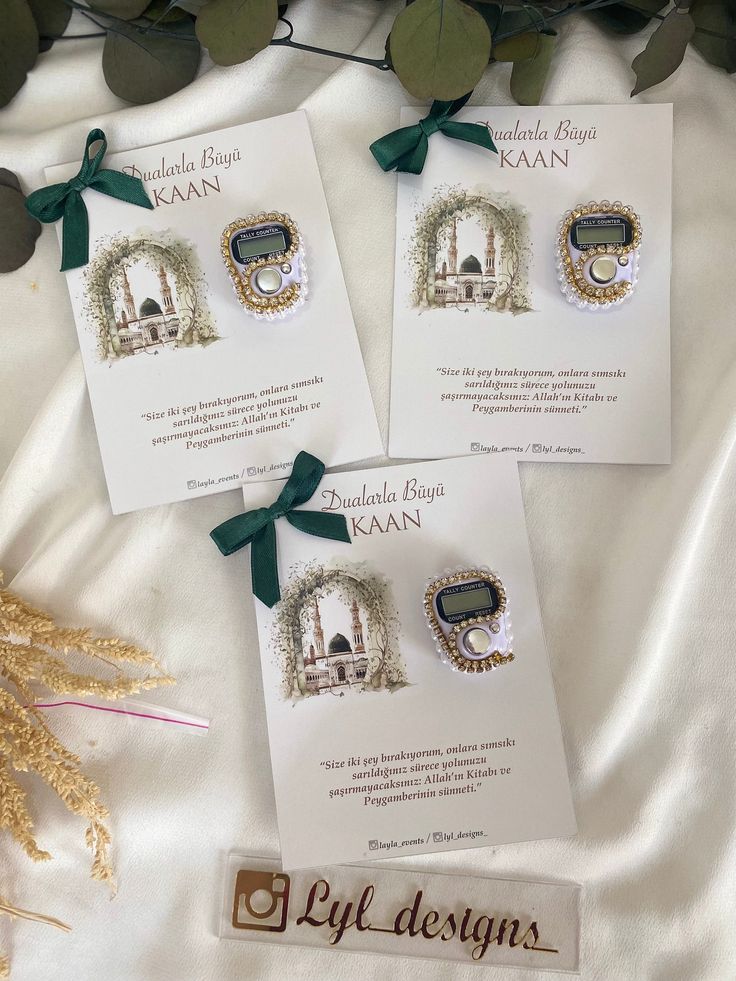 Dualarla Büyü
KAAN
TALLY COUNTER
COUNT RESET
“Size iki şey bırakıyorum, onlara sımsıkı
sarıldığınız sürece yolunuzu
şaşırmayacaksınız: Allah’ın Kitabı ve
Peygamberinin sünneti.”
layla_events / lyl_designs_
Dualarla Büyü
KAAN
TALLY COUNTER
COUNT RESET
“Size iki şey bırakıyorum, onlara sımsıkı
sarıldığınız sürece yolunuzu
şaşırmayacaksınız: Allah’ın Kitabı ve
Peygamberinin sünneti.”
layla_events / lyl_designs_
Dualarla Büyü
KAAN
TALLY COUNTER
COUNT RESET
“Size iki şey bırakıyorum, onlara sımsıkı
sarıldığınız sürece yolunuzu
şaşırmayacaksınız: Allah’ın Kitabı ve
Peygamberinin sünneti.”
layla_events / lyl_designs_
Lyl_designs_